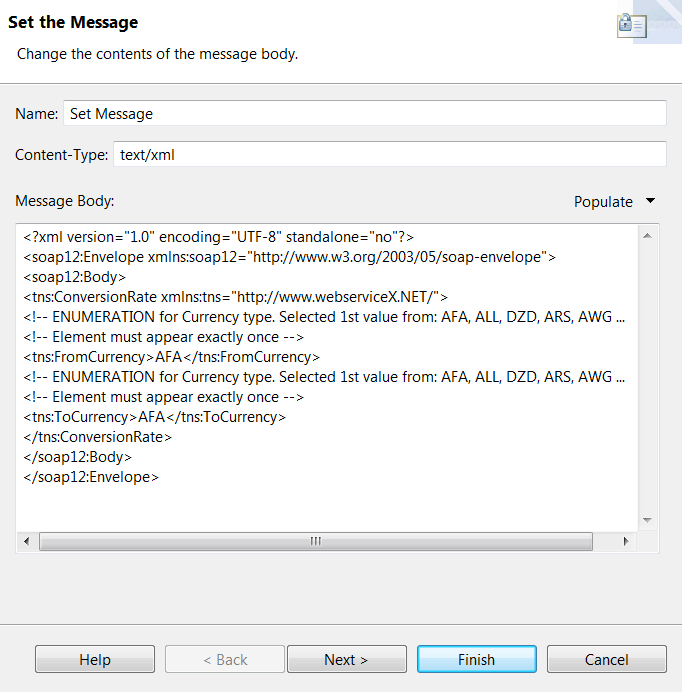 Set the Message
Change the contents of the message body.
Name: Set Message
Content-Type: text/xml
Message Body: Populate
<?xml version="1.0" encoding="UTF-8" standalone="no"?>
<soap12:Envelope xmlns:soap12="http://www.w3.org/2003/05/soap-envelope">
<soap12:Body>
<tns:ConversionRate xmlns:tns="http://www.webserviceX.NET/">
<!-- ENUMERATION for Currency type. Selected 1st value from: AFA, ALL, DZD, ARS, AWG ...
<!-- Element must appear exactly once -->
<tns:FromCurrency>AFA</tns:FromCurrency>
<!-- ENUMERATION for Currency type. Selected 1st value from: AFA, ALL, DZD, ARS, AWG ...
<!-- Element must appear exactly once -->
<tns:ToCurrency>AFA</tns:ToCurrency>
</tns:ConversionRate>
</soap12:Body>
</soap12:Envelope>
Help < Back Next > Finish Cancel